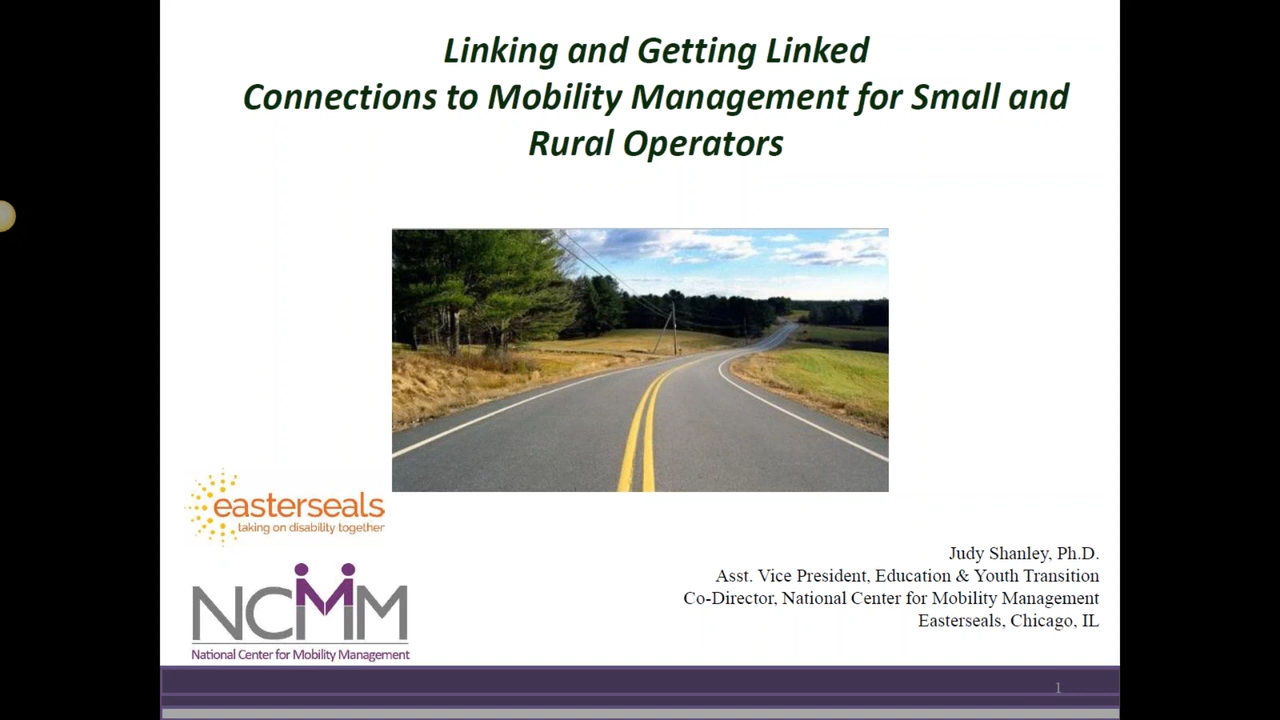 Linking and Getting Linked
Connections to Mobility Management for Small and
Rural Operators
easterseals
taking on disability together
Judy Shanley, Ph.D.
Asst. Vice President, Education & Youth Transition
Co-Director, National Center for Mobility Management
Easterseals, Chicago, IL
NCMM
National Center for Mobility Management
1